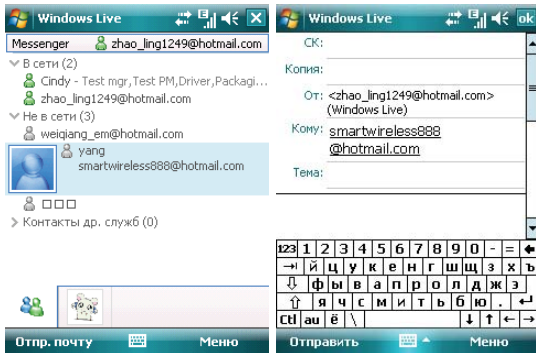 Windows Live
Messenger zhao_ling1249@hotmail.com
В сети (2)
Cindy - Test mgr,Test PM,Driver,Packagi...
zhao_ling1249@hotmail.com
Не в сети (3)
weiqiang_em@hotmail.com
yang
smartwireless888@hotmail.com
□□□
Контакты др. служб (0)
Отпр. почту Меню
Windows Live ok
СК:
Копия:
От: <zhao_ling1249@hotmail.com>
(Windows Live)
Кому: smartwireless888
@hotmail.com
Тема:
123 1 2 3 4 5 6 7 8 9 0 - =
й ц у к е н г ш щ з х ъ
ф ы в а п р о л д ж э
я ч с м и т ь б ю .
Ctl аü ё \
Отправить Меню